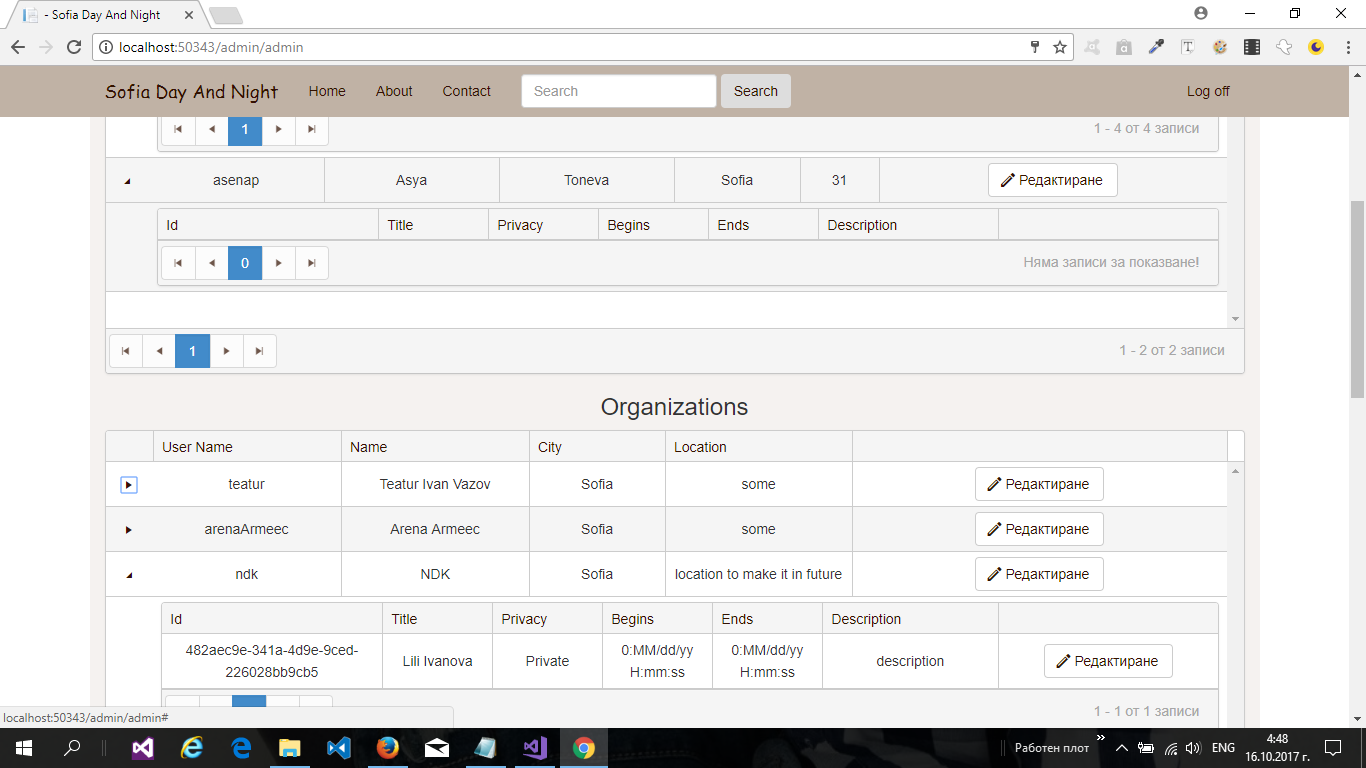 - Sofia Day And Night
localhost:50343/admin/admin
Sofia Day And Night Home About Contact Search Search Log off
1 1 - 4 от 4 записи
asenap Asya Toneva Sofia 31 Редактиране
Id Title Privacy Begins Ends Description
0 Няма записи за показване!
1 1 - 2 от 2 записи
Organizations
User Name Name City Location
teatur Teatur Ivan Vazov Sofia some Редактиране
arenaArmeec Arena Armeec Sofia some Редактиране
ndk NDK Sofia location to make it in future Редактиране
Id Title Privacy Begins Ends Description
482aec9e-341a-4d9e-9ced-226028bb9cb5 Lili Ivanova Private 0:MM/dd/yy H:mm:ss 0:MM/dd/yy H:mm:ss description Редактиране
1 - 1 от 1 записи
localhost:50343/admin/admin#
Работен плот ENG 4:48
16.10.2017 г.